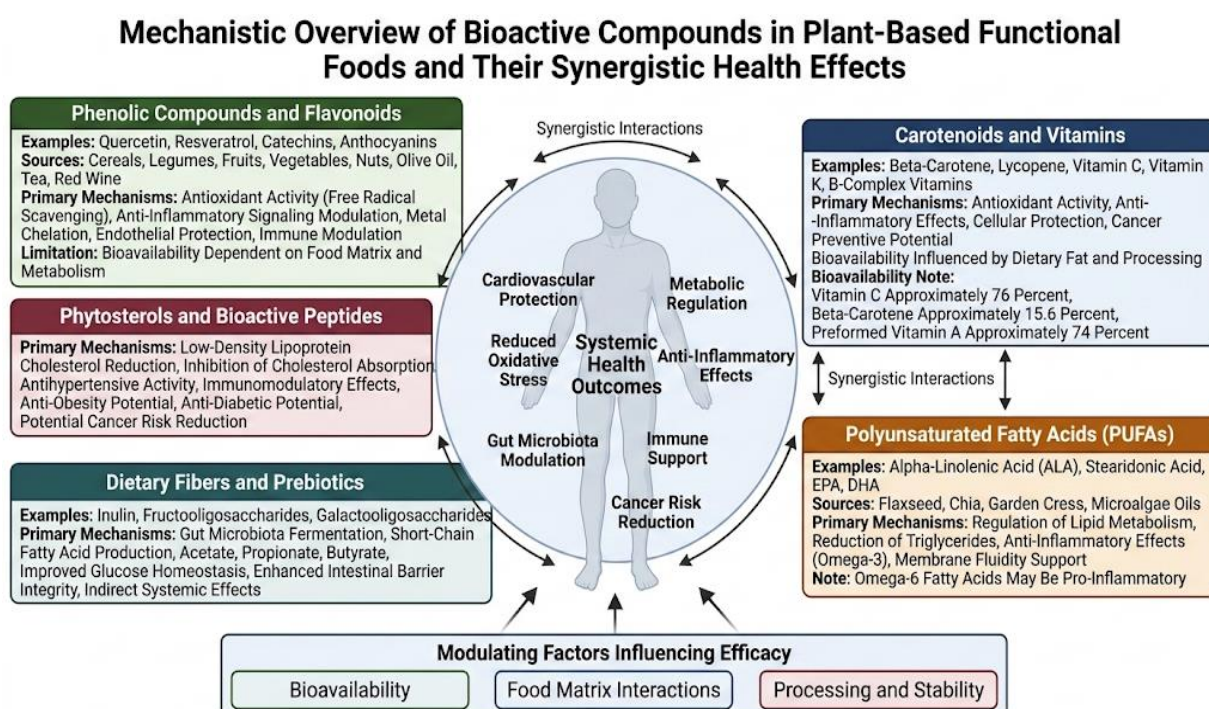 Mechanistic Overview of Bioactive Compounds in Plant-Based Functional
Foods and Their Synergistic Health Effects
Phenolic Compounds and Flavonoids
Examples: Quercetin, Resveratrol, Catechins, Anthocyanins
Sources: Cereals, Legumes, Fruits, Vegetables, Nuts, Olive Oil,
Tea, Red Wine
Primary Mechanisms: Antioxidant Activity (Free Radical
Scavenging), Anti-Inflammatory Signaling Modulation, Metal
Chelation, Endothelial Protection, Immune Modulation
Limitation: Bioavailability Dependent on Food Matrix and
Metabolism
Phytosterols and Bioactive Peptides
Primary Mechanisms: Low-Density Lipoprotein
Cholesterol Reduction, Inhibition of Cholesterol Absorption
Antihypertensive Activity, Immunomodulatory Effects,
Anti-Obesity Potential, Anti-Diabetic Potential,
Potential Cancer Risk Reduction
Dietary Fibers and Prebiotics
Examples: Inulin, Fructooligosaccharides, Galactooligosaccharides
Primary Mechanisms: Gut Microbiota Fermentation, Short-Chain
Fatty Acid Production, Acetate, Propionate, Butyrate,
Improved Glucose Homeostasis, Enhanced Intestinal Barrier
Integrity, Indirect Systemic Effects
Synergistic Interactions
Cardiovascular
Protection
Metabolic
Regulation
Reduced
Oxidative
Stress
Systemic
Health
Outcomes
Anti-Inflammatory
Effects
Gut Microbiota
Modulation
Immune
Support
Cancer Risk
Reduction
Carotenoids and Vitamins
Examples: Beta-Carotene, Lycopene, Vitamin C, Vitamin
K, B-Complex Vitamins
Primary Mechanisms: Antioxidant Activity, Anti-
-Inflammatory Effects, Cellular Protection, Cancer
Preventive Potential
Bioavailability Influenced by Dietary Fat and Processing
Bioavailability Note:
Vitamin C Approximately 76 Percent,
Beta-Carotene Approximately 15.6 Percent,
Preformed Vitamin A Approximately 74 Percent
Synergistic Interactions
Polyunsaturated Fatty Acids (PUFAs)
Examples: Alpha-Linolenic Acid (ALA), Stearidonic Acid,
EPA, DHA
Sources: Flaxseed, Chia, Garden Cress, Microalgae Oils
Primary Mechanisms: Regulation of Lipid Metabolism,
Reduction of Triglycerides, Anti-Inflammatory Effects
(Omega-3), Membrane Fluidity Support
Note: Omega-6 Fatty Acids May Be Pro-Inflammatory
Modulating Factors Influencing Efficacy
Bioavailability
Food Matrix Interactions
Processing and Stability